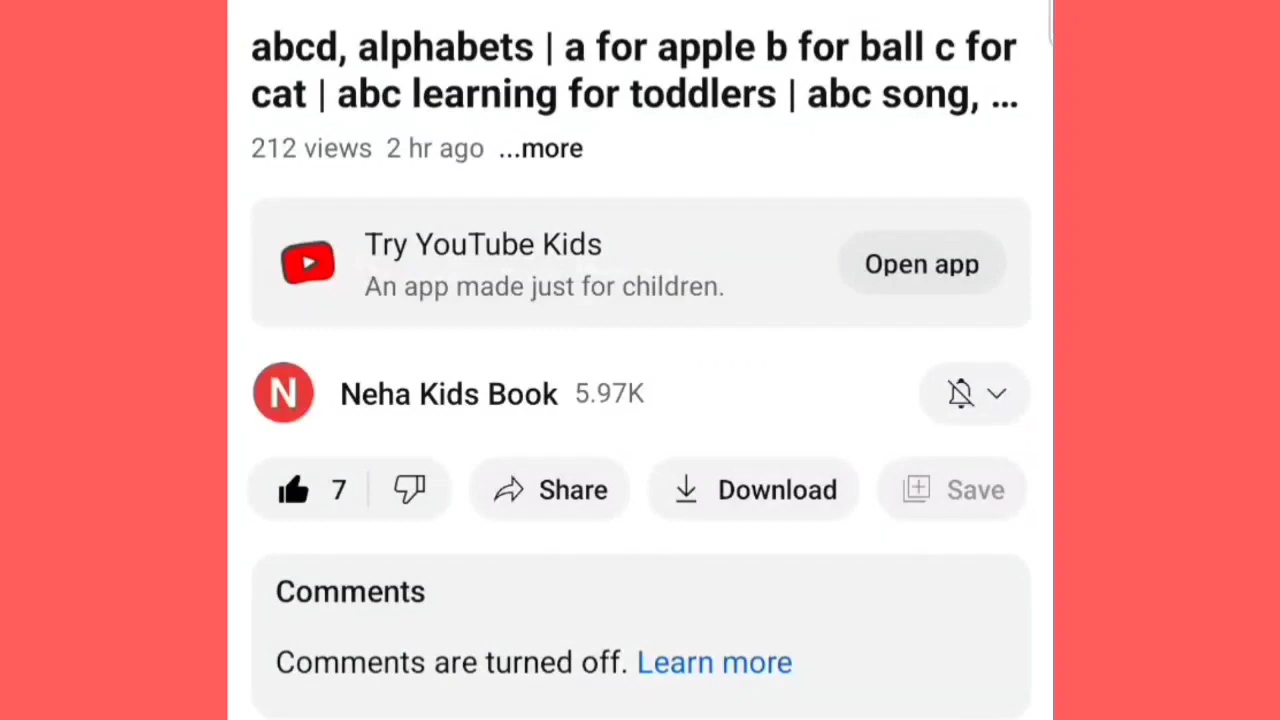 abcd, alphabets | a for apple b for ball c for
cat | abc learning for toddlers | abc song, ...
212 views 2 hr ago ...more
Try YouTube Kids
An app made just for children.
Open app
N Neha Kids Book 5.97K
7 Share Download Save
Comments
Comments are turned off. Learn more